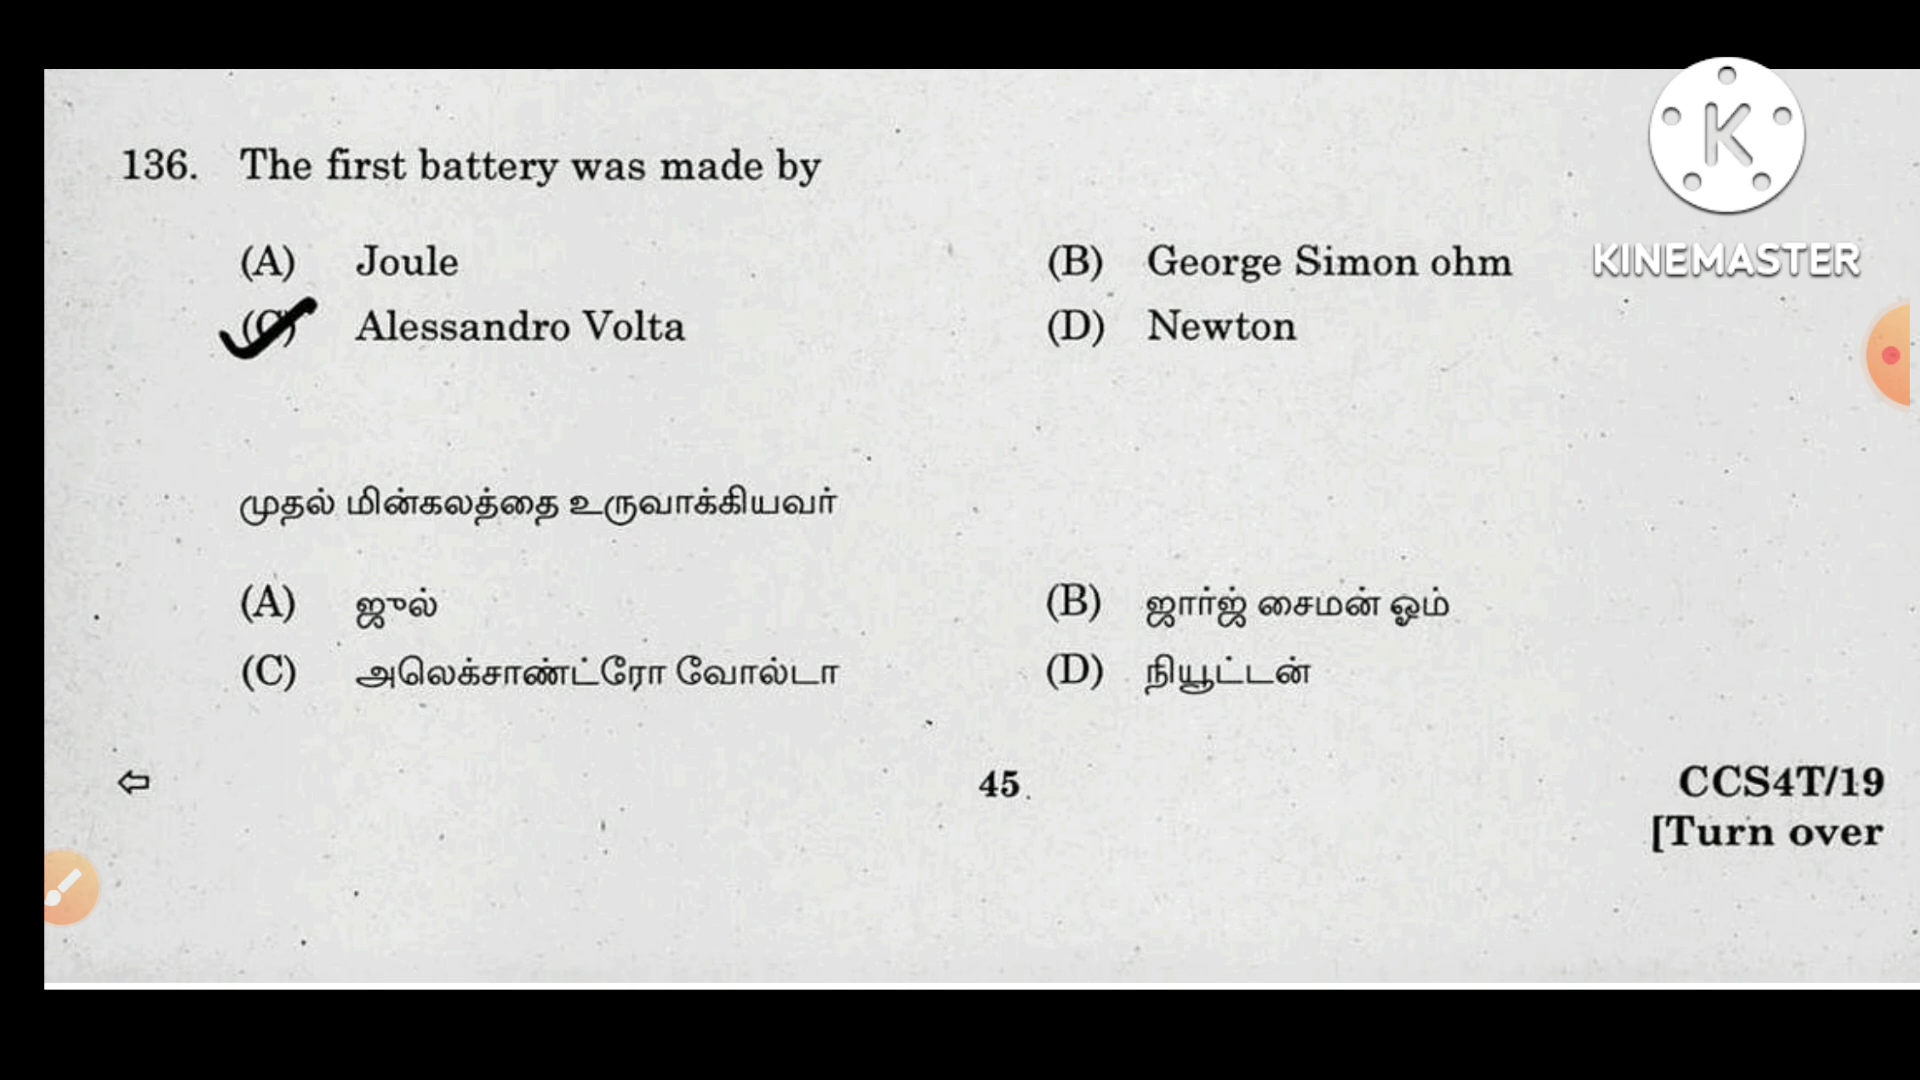 136. The first battery was made by
(A) Joule (B) George Simon ohm
(C) Alessandro Volta (D) Newton
முதல் மின்கலத்தை உருவாக்கியவர்
(A) ஜுல் (B) ஜார்ஜ் சைமன் ஓம்
(C) அலெக்சாண்ட்ரோ வோல்டா (D) நியூட்டன்
45
CCS4T/19
[Turn over
K
KINEMASTER